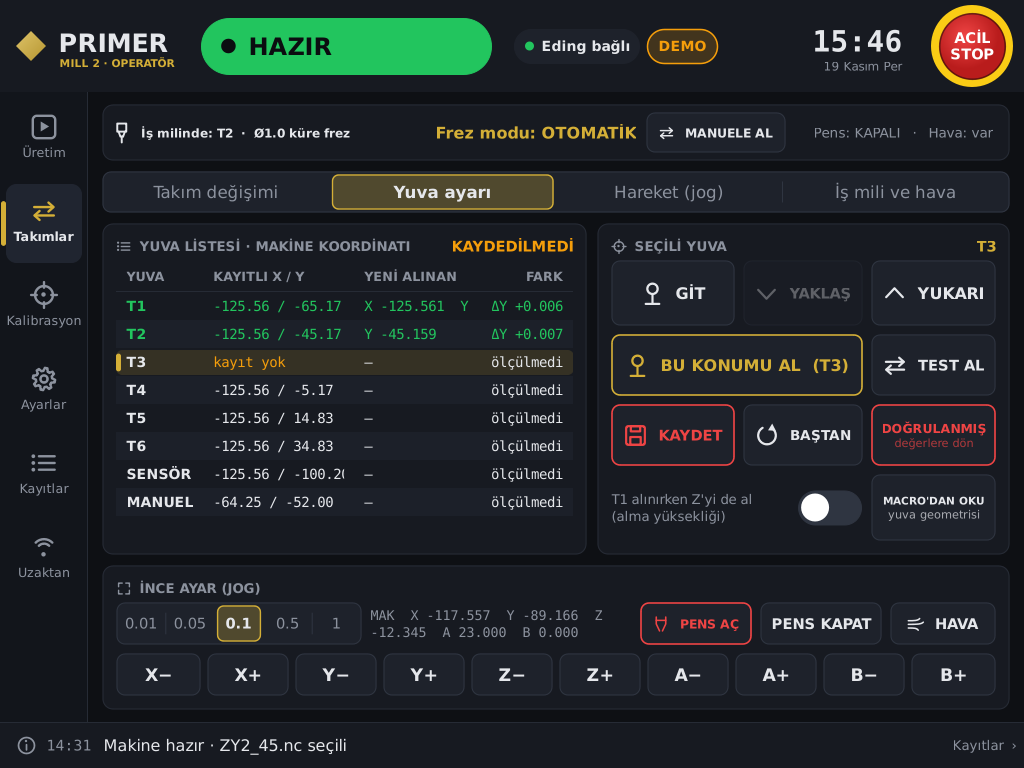 PRIMER
MILL 2 · OPERATÖR
HAZIR
Eding bağlı
DEMO
15:46
19 Kasım Per
ACİL
STOP
Üretim
Takımlar
Kalibrasyon
Ayarlar
Kayıtlar
Uzaktan
İş milinde: T2 · Ø1.0 küre frez
Frez modu: OTOMATİK
MANUELE AL
Pens: KAPALI · Hava: var
Takım değişimi
Yuva ayarı
Hareket (jog)
İş mili ve hava
YUVA LİSTESİ · MAKİNE KOORDİNATI
KAYDEDİLMEDİ
YUVA KAYITLI X / Y YENİ ALINAN FARK
T1 -125.56 / -65.17 X -125.561 Y ΔY +0.006
T2 -125.56 / -45.17 Y -45.159 ΔY +0.007
T3 kayıt yok — ölçülmedi
T4 -125.56 / -5.17 — ölçülmedi
T5 -125.56 / 14.83 — ölçülmedi
T6 -125.56 / 34.83 — ölçülmedi
SENSÖR -125.56 / -100.20 — ölçülmedi
MANUEL -64.25 / -52.00 — ölçülmedi
SEÇİLİ YUVA
T3
GİT
YAKLAŞ
YUKARI
BU KONUMU AL (T3)
TEST AL
KAYDET
BAŞTAN
DOĞRULANMIŞ
değerlere dön
T1 alınırken Z'yi de al
(alma yüksekliği)
MACRO'DAN OKU
yuva geometrisi
İNCE AYAR (JOG)
0.01 0.05 0.1 0.5 1
MAK X -117.557 Y -89.166 Z
-12.345 A 23.000 B 0.000
PENS AÇ
PENS KAPAT
HAVA
X− X+ Y− Y+ Z− Z+ A− A+ B− B+
14:31 Makine hazır · ZY2_45.nc seçili
Kayıtlar ›